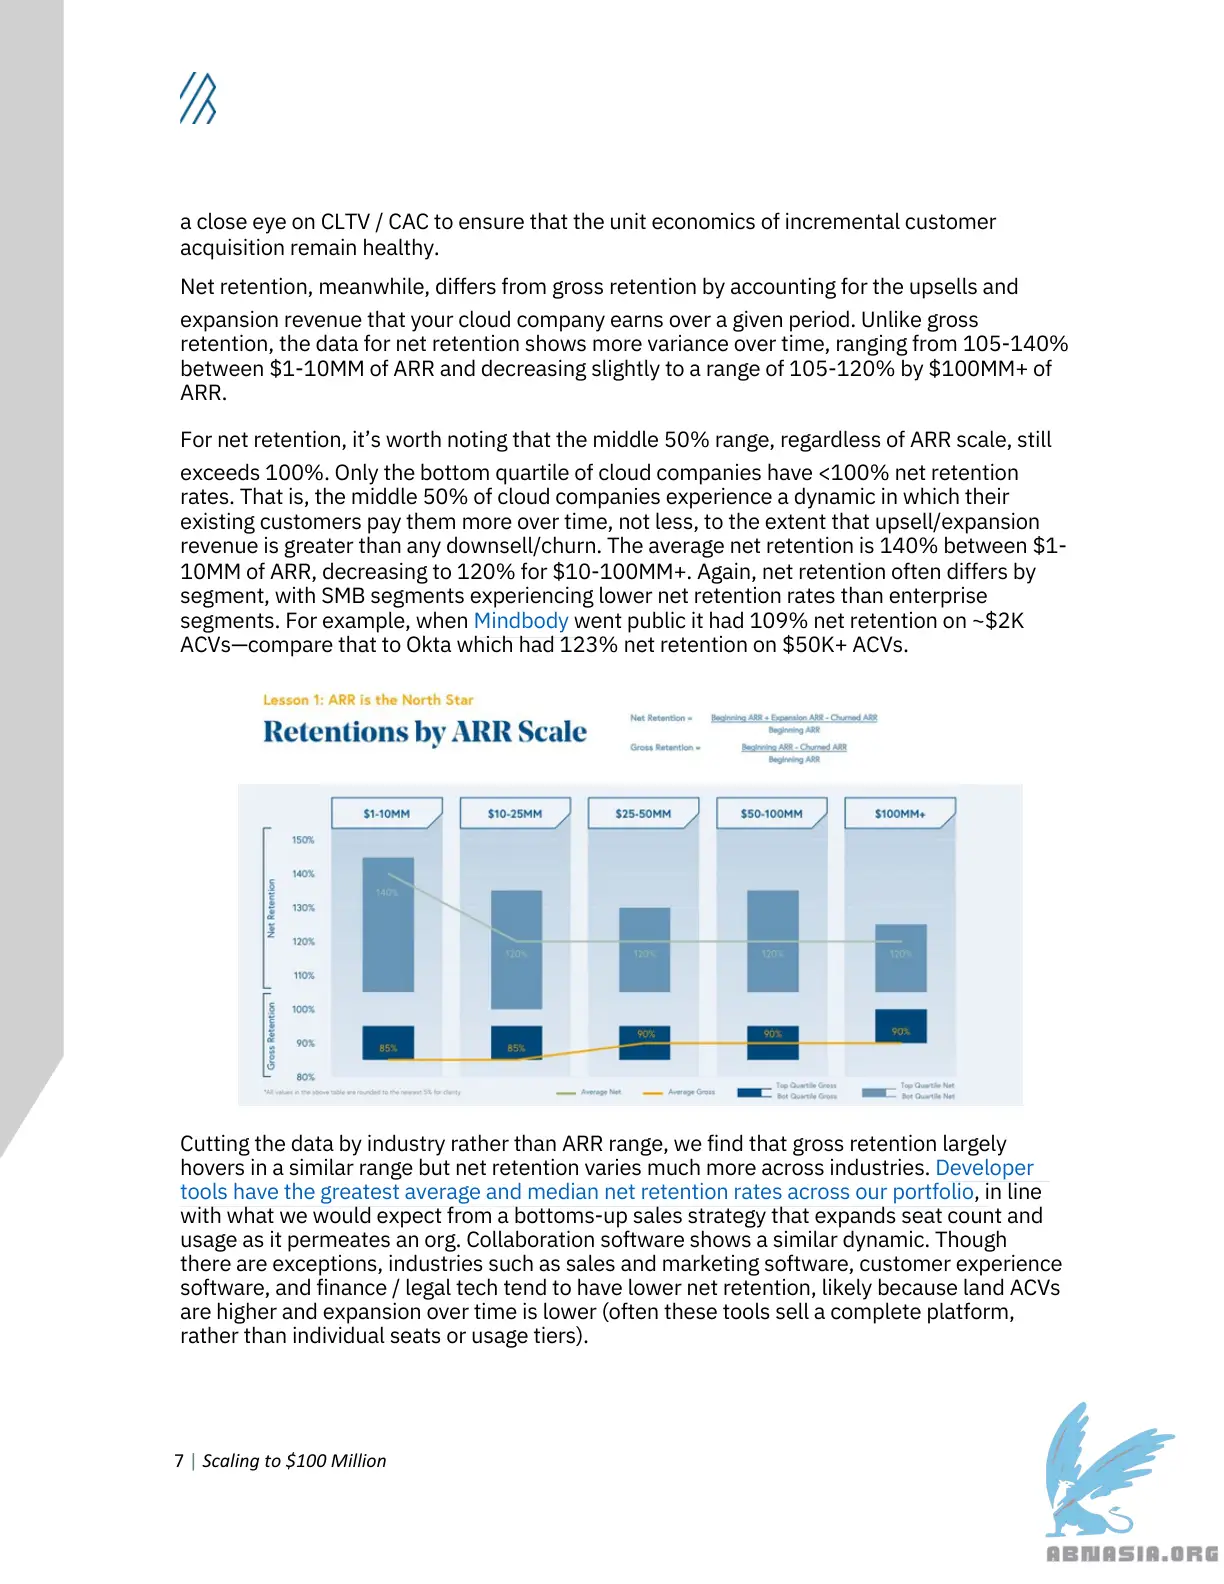 a close eye on CLTV / CAC to ensure that the unit economics of incremental customer
acquisition remain healthy.
Net retention, meanwhile, differs from gross retention by accounting for the upsells and
expansion revenue that your cloud company earns over a given period. Unlike gross
retention, the data for net retention shows more variance over time, ranging from 105-140%
between $1-10MM of ARR and decreasing slightly to a range of 105-120% by $100MM+ of
ARR.
For net retention, it’s worth noting that the middle 50% range, regardless of ARR scale, still
exceeds 100%. Only the bottom quartile of cloud companies have <100% net retention
rates. That is, the middle 50% of cloud companies experience a dynamic in which their
existing customers pay them more over time, not less, to the extent that upsell/expansion
revenue is greater than any downsell/churn. The average net retention is 140% between $1-
10MM of ARR, decreasing to 120% for $10-100MM+. Again, net retention often differs by
segment, with SMB segments experiencing lower net retention rates than enterprise
segments. For example, when Mindbody went public it had 109% net retention on ~$2K
ACVs—compare that to Okta which had 123% net retention on $50K+ ACVs.
Lesson 1: ARR is the North Star
Retentions by ARR Scale
Net Retention = Beginning ARR + Expansion ARR - Churned ARR
Beginning ARR
Gross Retention = Beginning ARR - Churned ARR
Beginning ARR
$1-10MM $10-25MM $25-50MM $50-100MM $100MM+
Net Retention
150%
140%
130%
120%
110%
140% 120% 120% 120% 120%
Gross Retention
100%
90%
80%
85% 85% 90% 90% 90%
*All values in the above table are rounded to the nearest 5% for clarity
Average Net
Average Gross
Top Quartile Gross
Bot Quartile Gross
Top Quartile Net
Bot Quartile Net
Cutting the data by industry rather than ARR range, we find that gross retention largely
hovers in a similar range but net retention varies much more across industries. Developer
tools have the greatest average and median net retention rates across our portfolio, in line
with what we would expect from a bottoms-up sales strategy that expands seat count and
usage as it permeates an org. Collaboration software shows a similar dynamic. Though
there are exceptions, industries such as sales and marketing software, customer experience
software, and finance / legal tech tend to have lower net retention, likely because land ACVs
are higher and expansion over time is lower (often these tools sell a complete platform,
rather than individual seats or usage tiers).
7 | Scaling to $100 Million
ABNASIA.ORG